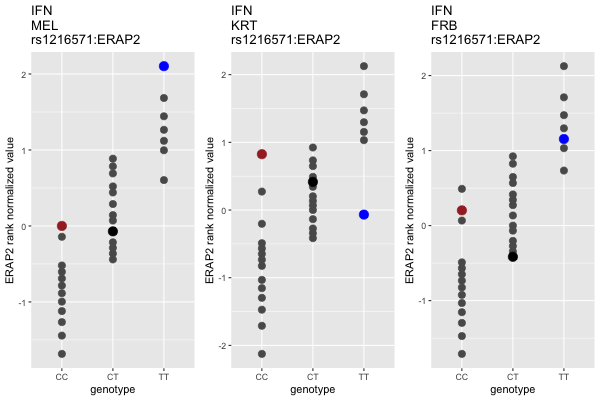 IFN
MEL
rs1216571:ERAP2
ERAP2 rank normalized value
2
1
0
-1
CC
CT
TT
genotype
IFN
KRT
rs1216571:ERAP2
ERAP2 rank normalized value
2
1
0
-1
-2
CC
CT
TT
genotype
IFN
FRB
rs1216571:ERAP2
ERAP2 rank normalized value
2
1
0
-1
CC
CT
TT
genotype